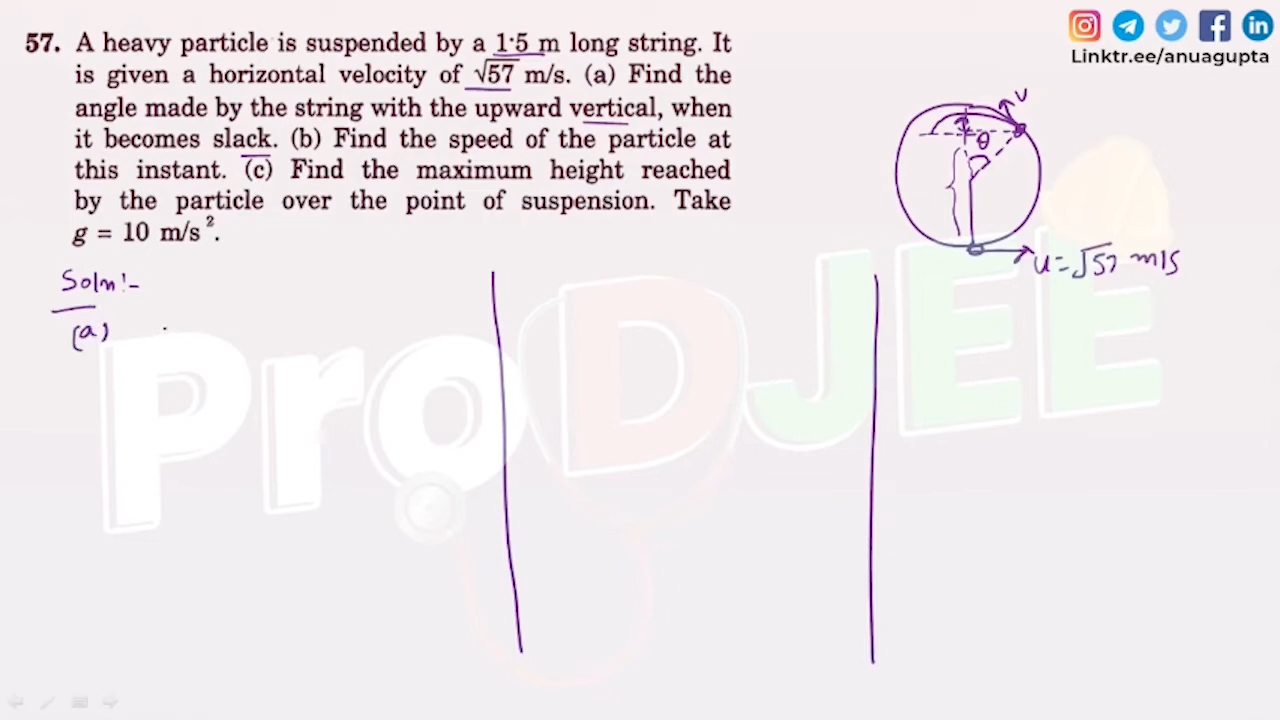 57. A heavy particle is suspended by a 1·5 m long string. It
is given a horizontal velocity of √57 m/s. (a) Find the
angle made by the string with the upward vertical, when
it becomes slack. (b) Find the speed of the particle at
this instant. (c) Find the maximum height reached
by the particle over the point of suspension. Take
g = 10 m/s².
Linktr.ee/anuagupta
v
θ
u = √57 m/s
Soln:-
(a)
ProDJEE